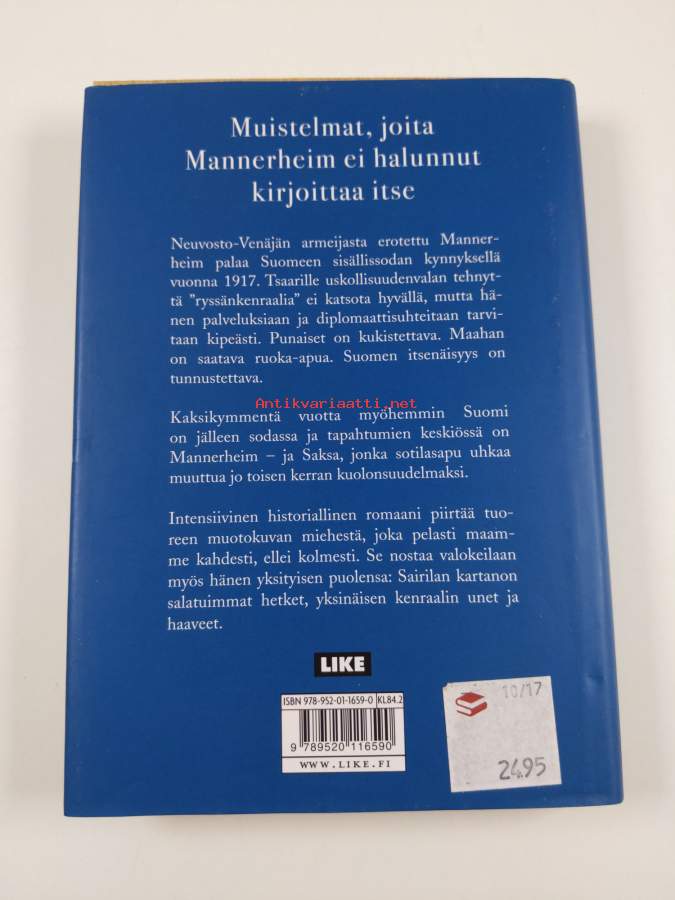 Muistelmat, joita
Mannerheim ei halunnut
kirjoittaa itse
Neuvosto-Venäjän armeijasta erotettu Manner-
heim palaa Suomeen sisällissodan kynnyksellä
vuonna 1917. Tsaarille uskollisuudenvalan tehnyt-
tä ”ryssänkenraalia” ei katsota hyvällä, mutta hä-
nen palveluksiaan ja diplomaattisuhteitaan tarvi-
taan kipeästi. Punaiset on kukistettava. Maahan
on saatava ruoka-apua. Suomen itsenäisyys on
tunnustettava.
Antikvariaatti.net
Kaksikymmentä vuotta myöhemmin Suomi
on jälleen sodassa ja tapahtumien keskiössä on
Mannerheim – ja Saksa, jonka sotilasapu uhkaa
muuttua jo toisen kerran kuolonsuudelmaksi.
Intensiivinen historiallinen romaani piirtää tuo-
reen muotokuvan miehestä, joka pelasti maam-
me kahdesti, ellei kolmesti. Se nostaa valokeilaan
myös hänen yksityisen puolensa: Sairilan kartanon
salatuimmat hetket, yksinäisen kenraalin unet ja
haaveet.
LIKE
ISBN 978-952-01-1659-0 KL84.2
9 789520 116590
WWW.LIKE.FI
10/17
24.95